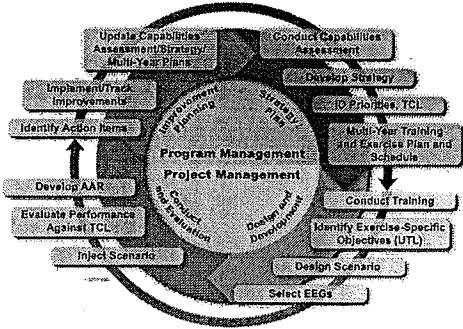 Update Capabilities
Assessment/Strategy/
Multi-Year Plans
Conduct Capabilities
Assessment
Develop Strategy
ID Priorities, TCL
Multi-Year Training
and Exercise Plan and
Schedule
Conduct Training
Identify Exercise-Specific
Objectives (UTL)
Design Scenario
Select EEGs
Inject Scenario
Evaluate Performance
Against TCL
Develop AAR
Identify Action Items
Implement/Track
Improvements
Improvement
Planning
Strategy/
Plan
Program Management
Project Management
Conduct
and Evaluation
Design and
Development